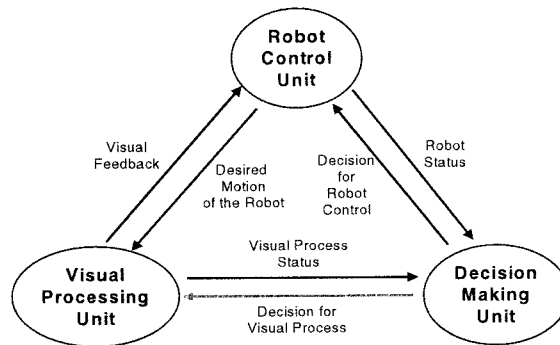 Robot
Control
Unit
Visual
Feedback
Desired
Motion
of the Robot
Decision
for
Robot
Control
Robot
Status
Visual
Processing
Unit
Visual Process
Status
Decision for
Visual Process
Decision
Making
Unit